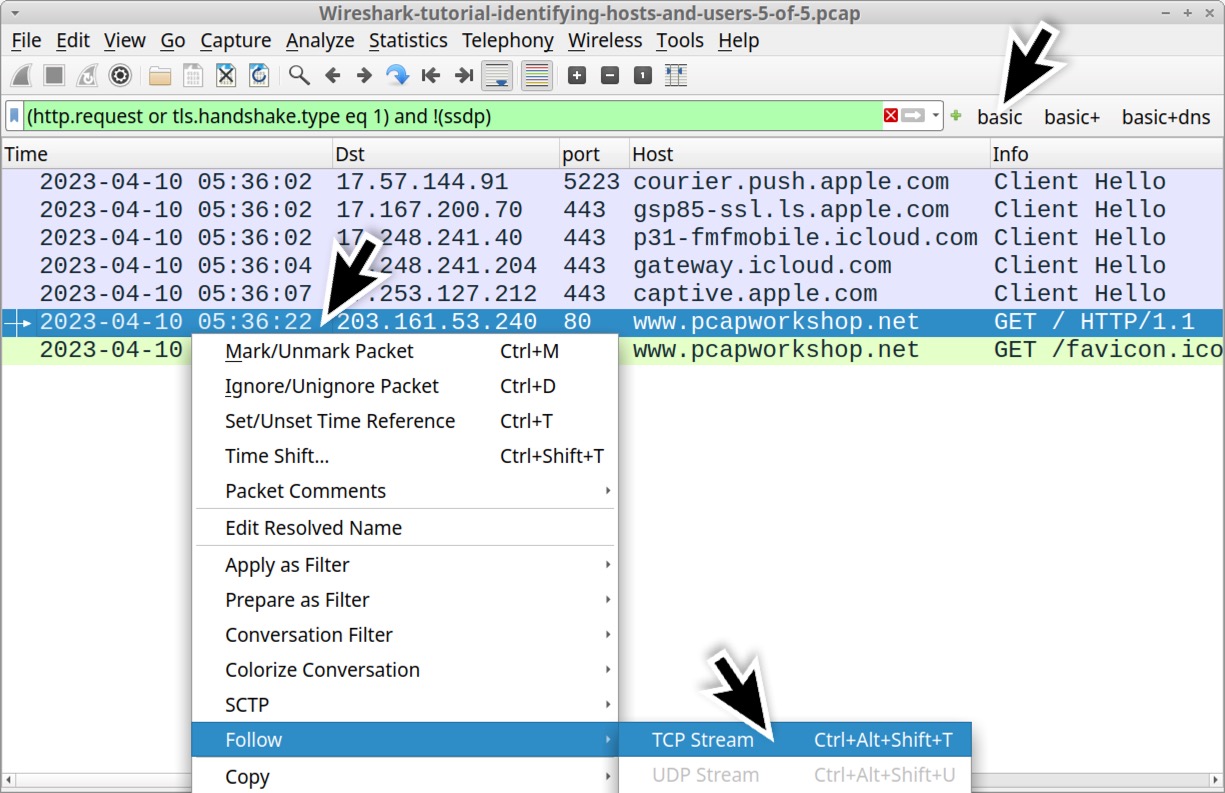 Wireshark-tutorial-identifying-hosts-and-users-5-of-5.pcap
File Edit View Go Capture Analyze Statistics Telephony Wireless Tools Help
(http.request or tls.handshake.type eq 1) and !(ssdp) basic basic+ basic+dns
Time Dst port Host Info
2023-04-10 05:36:02 17.57.144.91 5223 courier.push.apple.com Client Hello
2023-04-10 05:36:02 17.167.200.70 443 gsp85-ssl.ls.apple.com Client Hello
2023-04-10 05:36:02 17.248.241.40 443 p31-fmfmobile.icloud.com Client Hello
2023-04-10 05:36:04 248.241.204 443 gateway.icloud.com Client Hello
2023-04-10 05:36:07 .253.127.212 443 captive.apple.com Client Hello
2023-04-10 05:36:22 203.161.53.240 80 www.pcapworkshop.net GET / HTTP/1.1
2023-04-10 www.pcapworkshop.net GET /favicon.ico
Mark/Unmark Packet Ctrl+M
Ignore/Unignore Packet Ctrl+D
Set/Unset Time Reference Ctrl+T
Time Shift... Ctrl+Shift+T
Packet Comments
Edit Resolved Name
Apply as Filter
Prepare as Filter
Conversation Filter
Colorize Conversation
SCTP
Follow TCP Stream Ctrl+Alt+Shift+T
Copy UDP Stream Ctrl+Alt+Shift+U